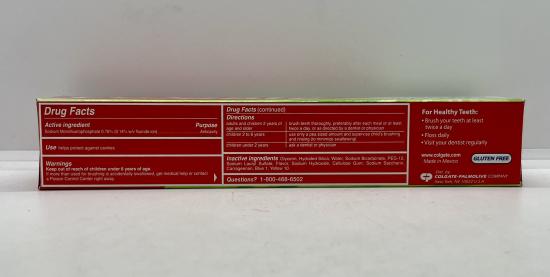 Drug Facts
Active ingredient Purpose
Sodium Monofluorophosphate 0.76% (0.14% w/v fluoride ion) Anticavity
Use helps protect against cavities
Warnings
Keep out of reach of children under 6 years of age.
If more than used for brushing is accidentally swallowed, get medical help or contact
a Poison Control Center right away.
Drug Facts (continued)
Directions
adults and children 2 years of age and older
brush teeth thoroughly, preferably after each meal or at least
twice a day, or as directed by a dentist or physician
children 2 to 6 years
use only a pea sized amount and supervise child's brushing
and rinsing (to minimize swallowing)
children under 2 years
ask a dentist or physician
Inactive ingredients Glycerin, Hydrated Silica, Water, Sodium Bicarbonate, PEG-12,
Sodium Lauryl Sulfate, Flavor, Sodium Hydroxide, Cellulose Gum, Sodium Saccharin,
Carrageenan, Blue 1, Yellow 10
Questions? 1-800-468-6502
For Healthy Teeth:
• Brush your teeth at least
twice a day
• Floss daily
• Visit your dentist regularly
www.colgate.com
Made in Mexico
GLUTEN FREE
Dist. by:
COLGATE-PALMOLIVE COMPANY
New York, NY 10022 U.S.A.